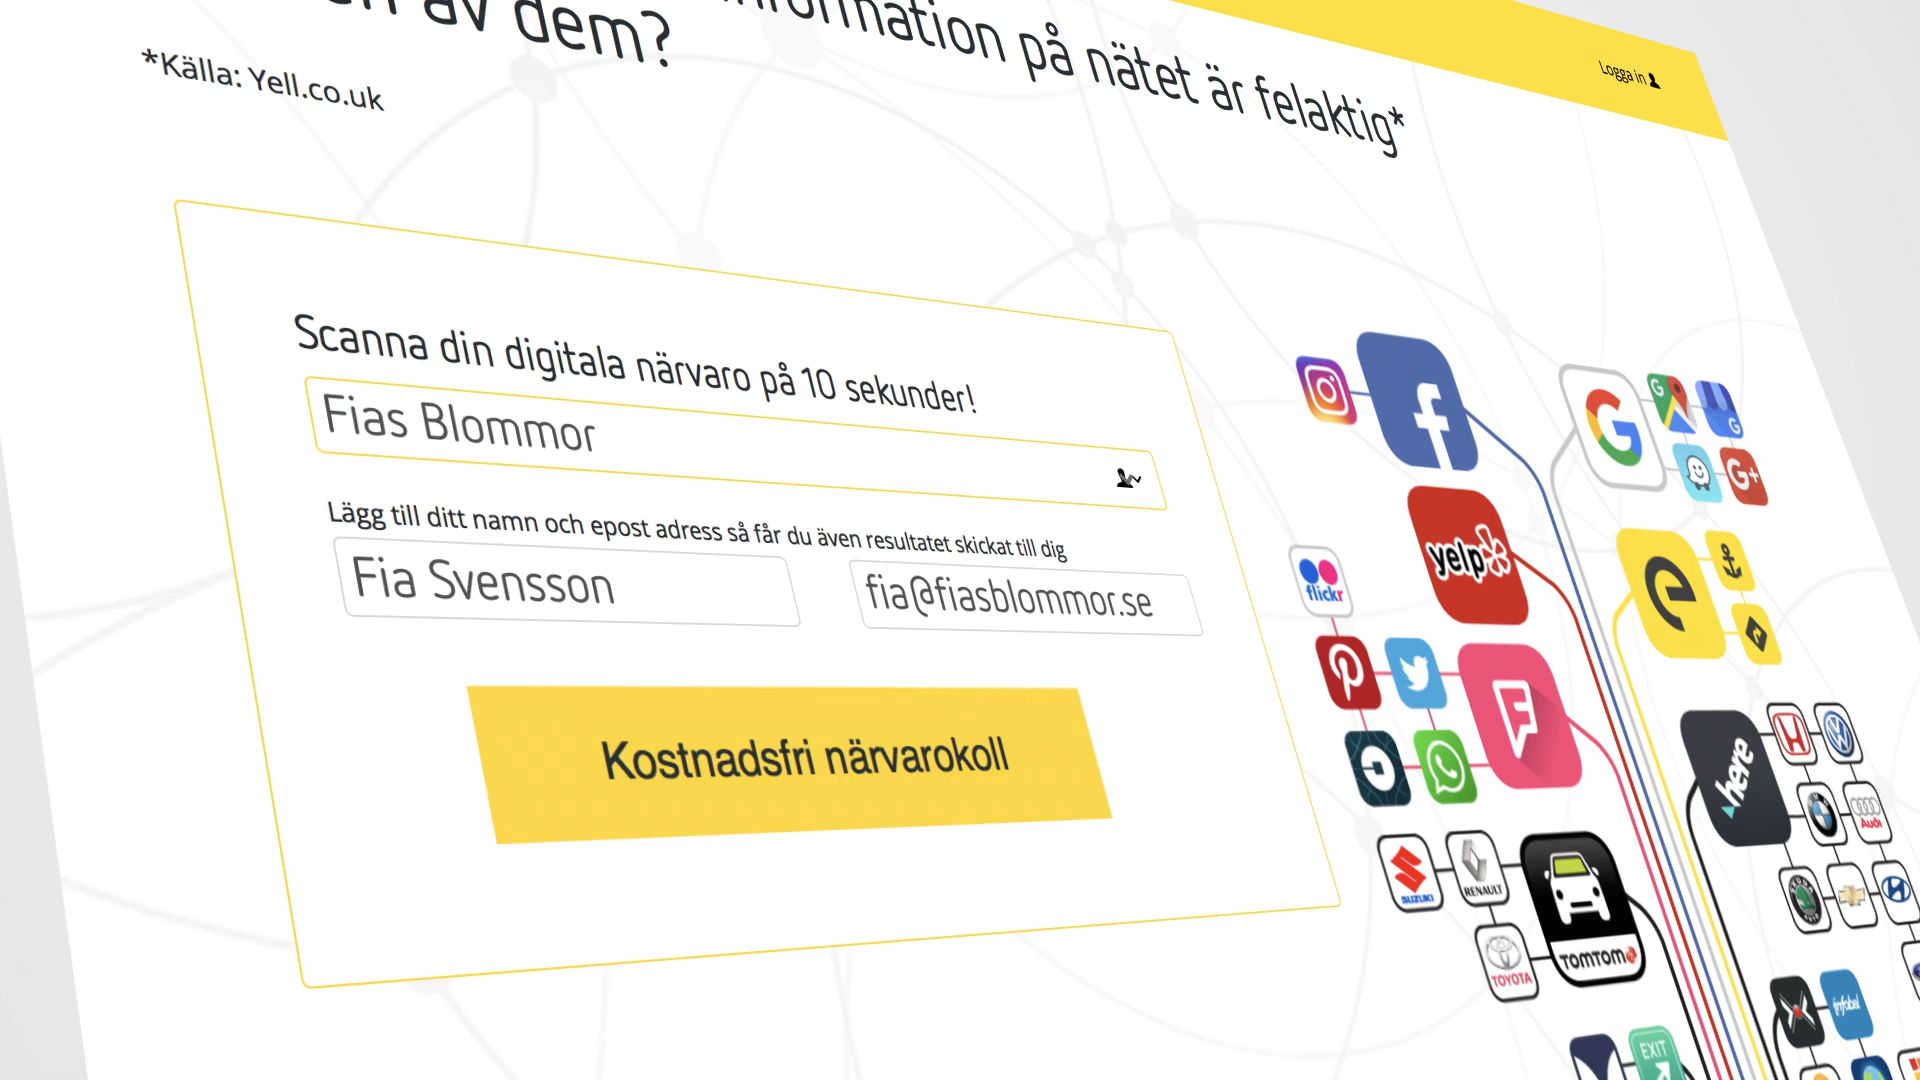 av dem?
på nätet är felaktig*
*Källa: Yell.co.uk
Logga in
Scanna din digitala närvaro på 10 sekunder!
Fias Blommor
Lägg till ditt namn och epost adress så får du även resultatet skickat till dig
Fia Svensson
fia@fiasblommor.se
Kostnadsfri närvarokoll
G
G
G
G+
yelp
flickr
here
Audi
SUZUKI
RENAULT
TOYOTA
TOMTOM
infobel
EXIT